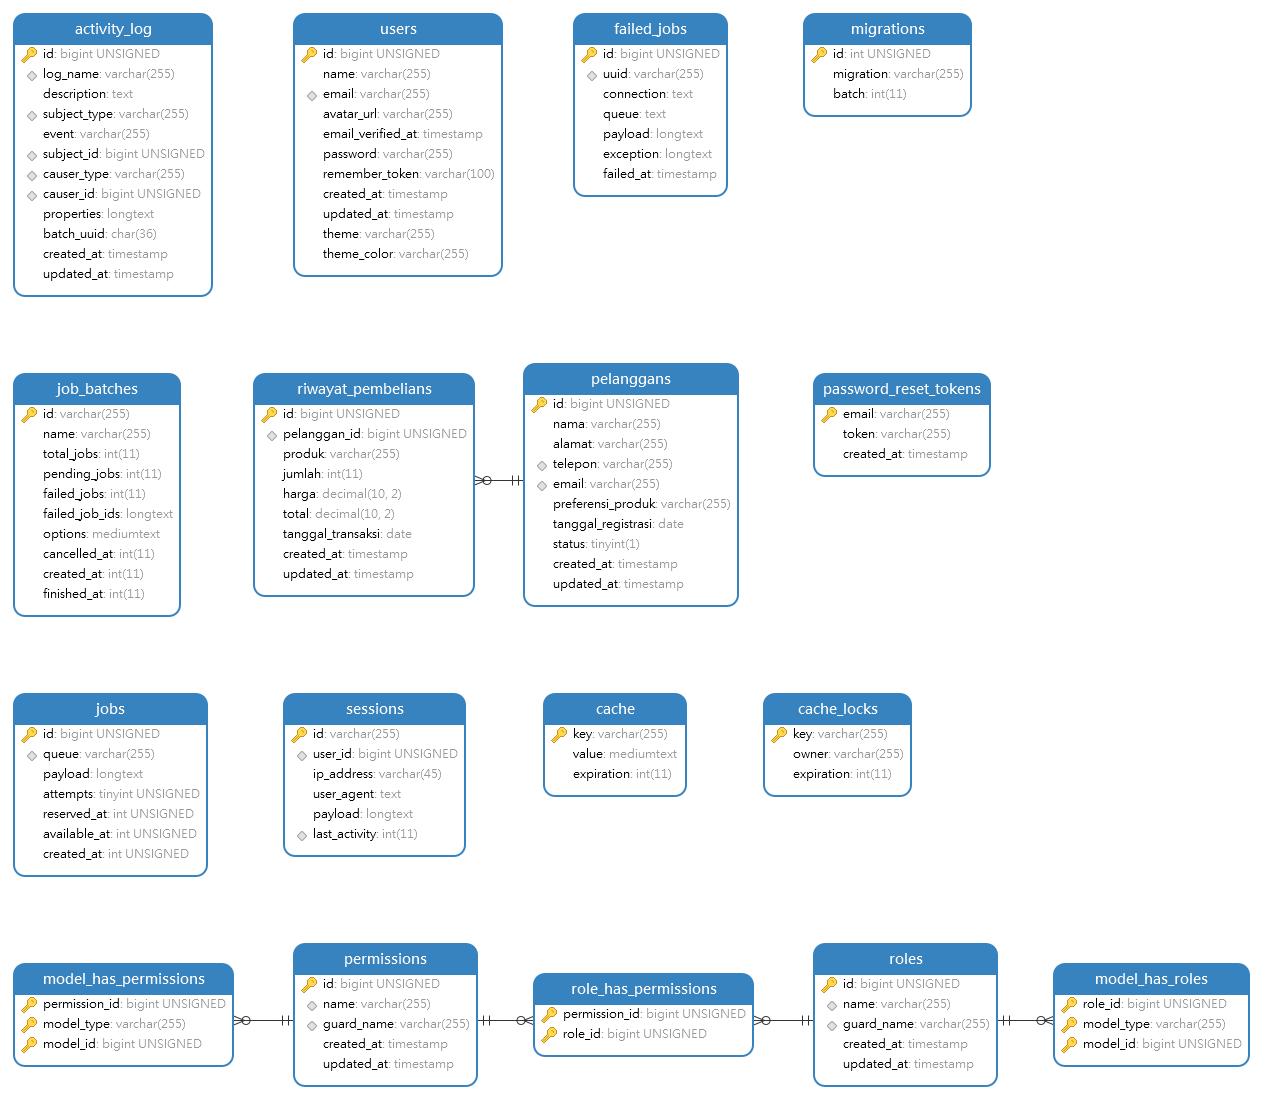 activity_log
id: bigint UNSIGNED
log_name: varchar(255)
description: text
subject_type: varchar(255)
event: varchar(255)
subject_id: bigint UNSIGNED
causer_type: varchar(255)
causer_id: bigint UNSIGNED
properties: longtext
batch_uuid: char(36)
created_at: timestamp
updated_at: timestamp
users
id: bigint UNSIGNED
name: varchar(255)
email: varchar(255)
avatar_url: varchar(255)
email_verified_at: timestamp
password: varchar(255)
remember_token: varchar(100)
created_at: timestamp
updated_at: timestamp
theme: varchar(255)
theme_color: varchar(255)
failed_jobs
id: bigint UNSIGNED
uuid: varchar(255)
connection: text
queue: text
payload: longtext
exception: longtext
failed_at: timestamp
migrations
id: int UNSIGNED
migration: varchar(255)
batch: int(11)
job_batches
id: varchar(255)
name: varchar(255)
total_jobs: int(11)
pending_jobs: int(11)
failed_jobs: int(11)
failed_job_ids: longtext
options: mediumtext
cancelled_at: int(11)
created_at: int(11)
finished_at: int(11)
riwayat_pembelians
id: bigint UNSIGNED
pelanggan_id: bigint UNSIGNED
produk: varchar(255)
jumlah: int(11)
harga: decimal(10, 2)
total: decimal(10, 2)
tanggal_transaksi: date
created_at: timestamp
updated_at: timestamp
pelanggans
id: bigint UNSIGNED
nama: varchar(255)
alamat: varchar(255)
telepon: varchar(255)
email: varchar(255)
preferensi_produk: varchar(255)
tanggal_registrasi: date
status: tinyint(1)
created_at: timestamp
updated_at: timestamp
password_reset_tokens
email: varchar(255)
token: varchar(255)
created_at: timestamp
jobs
id: bigint UNSIGNED
queue: varchar(255)
payload: longtext
attempts: tinyint UNSIGNED
reserved_at: int UNSIGNED
available_at: int UNSIGNED
created_at: int UNSIGNED
sessions
id: varchar(255)
user_id: bigint UNSIGNED
ip_address: varchar(45)
user_agent: text
payload: longtext
last_activity: int(11)
cache
key: varchar(255)
value: mediumtext
expiration: int(11)
cache_locks
key: varchar(255)
owner: varchar(255)
expiration: int(11)
model_has_permissions
permission_id: bigint UNSIGNED
model_type: varchar(255)
model_id: bigint UNSIGNED
permissions
id: bigint UNSIGNED
name: varchar(255)
guard_name: varchar(255)
created_at: timestamp
updated_at: timestamp
role_has_permissions
permission_id: bigint UNSIGNED
role_id: bigint UNSIGNED
roles
id: bigint UNSIGNED
name: varchar(255)
guard_name: varchar(255)
created_at: timestamp
updated_at: timestamp
model_has_roles
role_id: bigint UNSIGNED
model_type: varchar(255)
model_id: bigint UNSIGNED